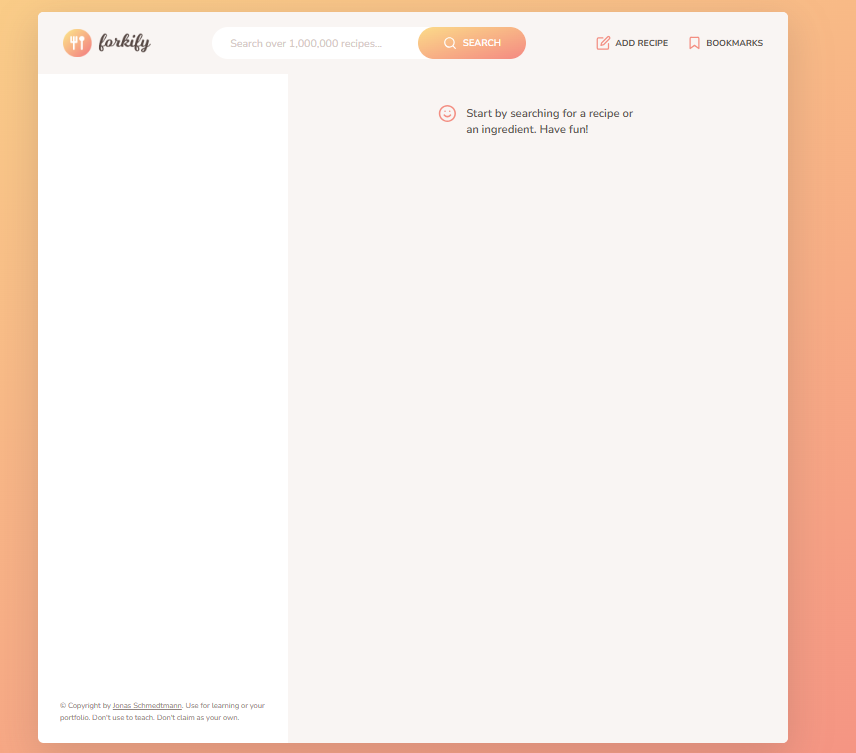 forkify
Search over 1,000,000 recipes...
SEARCH
ADD RECIPE
BOOKMARKS
Start by searching for a recipe or
an ingredient. Have fun!
© Copyright by Jonas Schmedtmann. Use for learning or your
portfolio. Don't use to teach. Don't claim as your own.